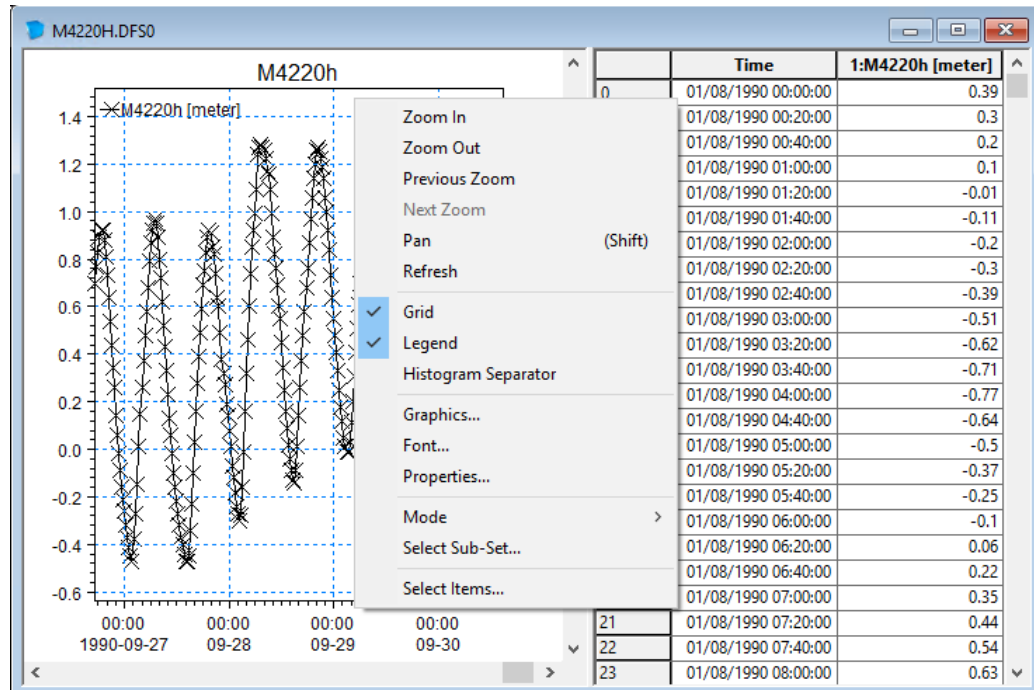 M4220H.DFS0
M4220h
M4220h [meter]
1.4
1.2
1.0
0.8
0.6
0.4
0.2
0.0
-0.2
-0.4
-0.6
00:00 00:00 00:00 00:00
1990-09-27 09-28 09-29 09-30
Zoom In
Zoom Out
Previous Zoom
Next Zoom
Pan (Shift)
Refresh
Grid
Legend
Histogram Separator
Graphics...
Font...
Properties...
Mode
Select Sub-Set...
Select Items...
Time 1:M4220h [meter]
0 01/08/1990 00:00:00 0.39
01/08/1990 00:20:00 0.3
01/08/1990 00:40:00 0.2
01/08/1990 01:00:00 0.1
01/08/1990 01:20:00 -0.01
01/08/1990 01:40:00 -0.11
01/08/1990 02:00:00 -0.2
01/08/1990 02:20:00 -0.3
01/08/1990 02:40:00 -0.39
01/08/1990 03:00:00 -0.51
01/08/1990 03:20:00 -0.62
01/08/1990 03:40:00 -0.71
01/08/1990 04:00:00 -0.77
01/08/1990 04:40:00 -0.64
01/08/1990 05:00:00 -0.5
01/08/1990 05:20:00 -0.37
01/08/1990 05:40:00 -0.25
01/08/1990 06:00:00 -0.1
01/08/1990 06:20:00 0.06
01/08/1990 06:40:00 0.22
01/08/1990 07:00:00 0.35
21 01/08/1990 07:20:00 0.44
22 01/08/1990 07:40:00 0.54
23 01/08/1990 08:00:00 0.63